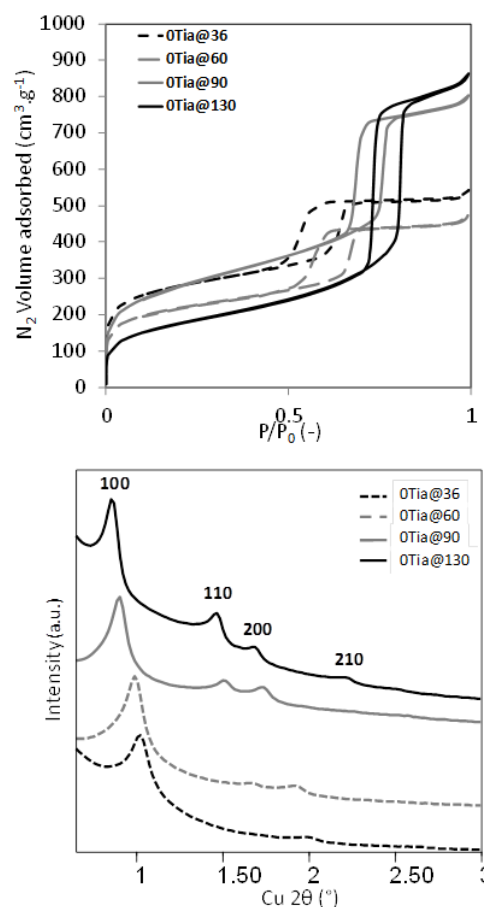 1000
900
800
700
600
500
400
300
200
100
0
N₂ Volume adsorbed (cm³.g⁻¹)
0Tia@36
0Tia@60
0Tia@90
0Tia@130
0
0.5
1
P/P₀ (-)
100
110
200
210
0Tia@36
0Tia@60
0Tia@90
0Tia@130
Intensity (a.u.)
1
1.50
2
2.50
3
Cu 2θ (°)